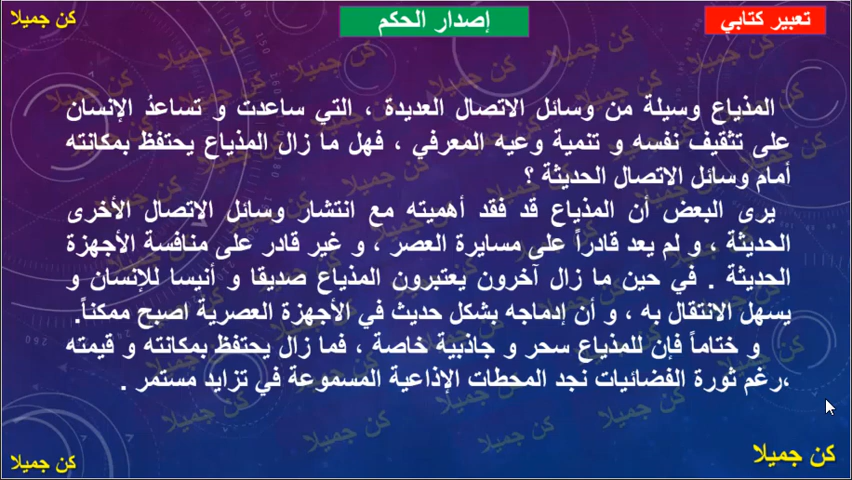 كن جميلا
إصدار الحكم
تعبير كتابي
المذياع وسيلة من وسائل الاتصال العديدة ، التي ساعدت و تساعدُ الإنسان
على تثقيف نفسه و تنمية وعيه المعرفي ، فهل ما زال المذياع يحتفظ بمكانته
أمام وسائل الاتصال الحديثة ؟
يرى البعض أن المذياع قد فقد أهميته مع انتشار وسائل الاتصال الأخرى
الحديثة ، و لم يعد قادراً على مسايرة العصر ، و غير قادر على منافسة الأجهزة
الحديثة . في حين ما زال آخرون يعتبرون المذياع صديقا و أنيسا للإنسان و
يسهل الانتقال به ، و أن إدماجه بشكل حديث في الأجهزة العصرية اصبح ممكناً.
و ختاماً فإن للمذياع سحر و جاذبية خاصة ، فما زال يحتفظ بمكانته و قيمته
،رغم ثورة الفضائيات نجد المحطات الإذاعية المسموعة في تزايد مستمر .
كن جميلا
كن جميلا